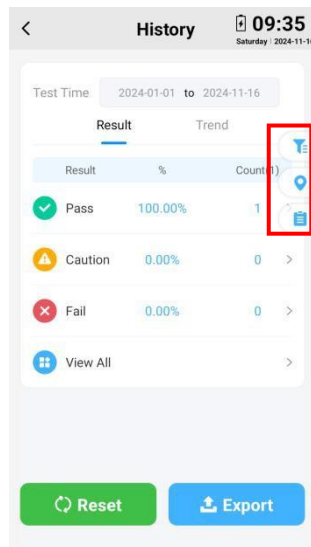 History
09:35
Saturday 2024-11-1
Test Time 2024-01-01 to 2024-11-16
Result Trend
Result % Count(1)
Pass 100.00% 1
Caution 0.00% 0
Fail 0.00% 0
View All
Reset Export